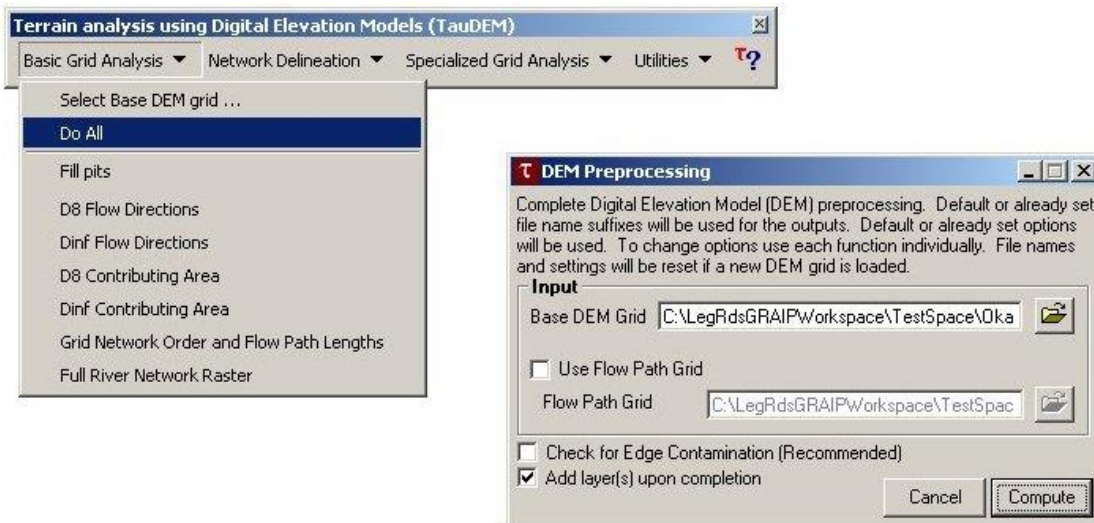 Terrain analysis using Digital Elevation Models (TauDEM)
Basic Grid Analysis Network Delineation Specialized Grid Analysis Utilities τ?
Select Base DEM grid ...
Do All
Fill pits
D8 Flow Directions
Dinf Flow Directions
D8 Contributing Area
Dinf Contributing Area
Grid Network Order and Flow Path Lengths
Full River Network Raster
τ DEM Preprocessing
Complete Digital Elevation Model (DEM) preprocessing. Default or already set
file name suffixes will be used for the outputs. Default or already set options
will be used. To change options use each function individually. File names
and settings will be reset if a new DEM grid is loaded.
Input
Base DEM Grid C:\LegRdsGRAIPWorkspace\TestSpace\Oka
Use Flow Path Grid
Flow Path Grid C:\LegRdsGRAIPWorkspace\TestSpac
Check for Edge Contamination (Recommended)
Add layer(s) upon completion
Cancel Compute